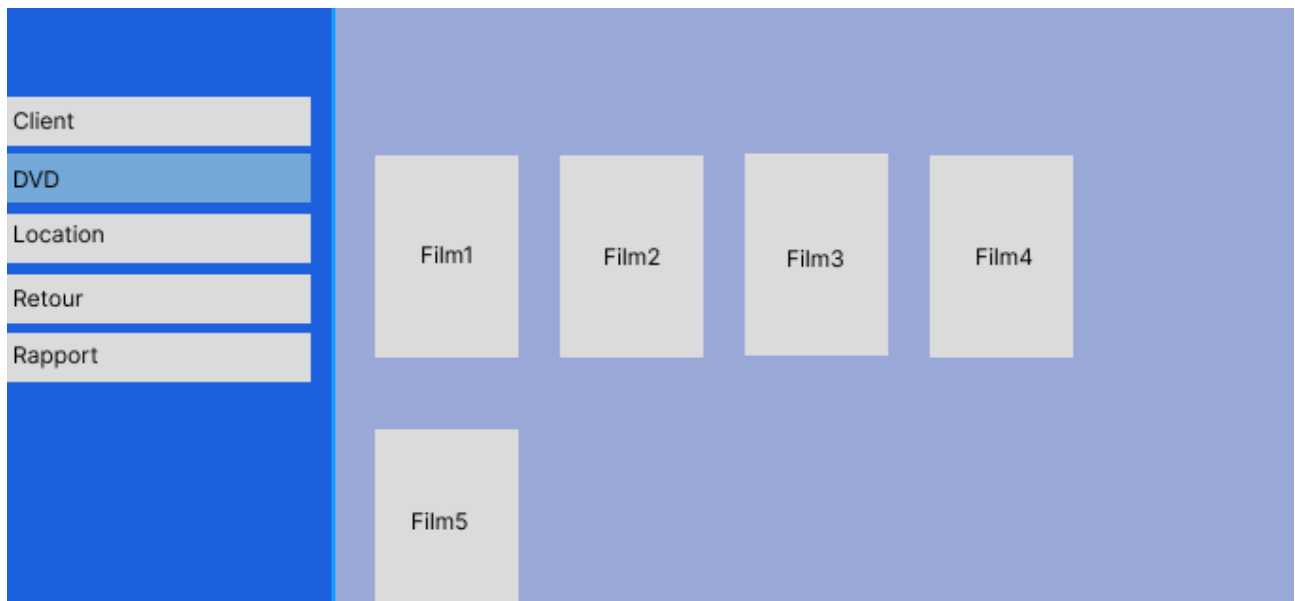 Client
DVD
Location
Retour
Rapport
Film1
Film2
Film3
Film4
Film5